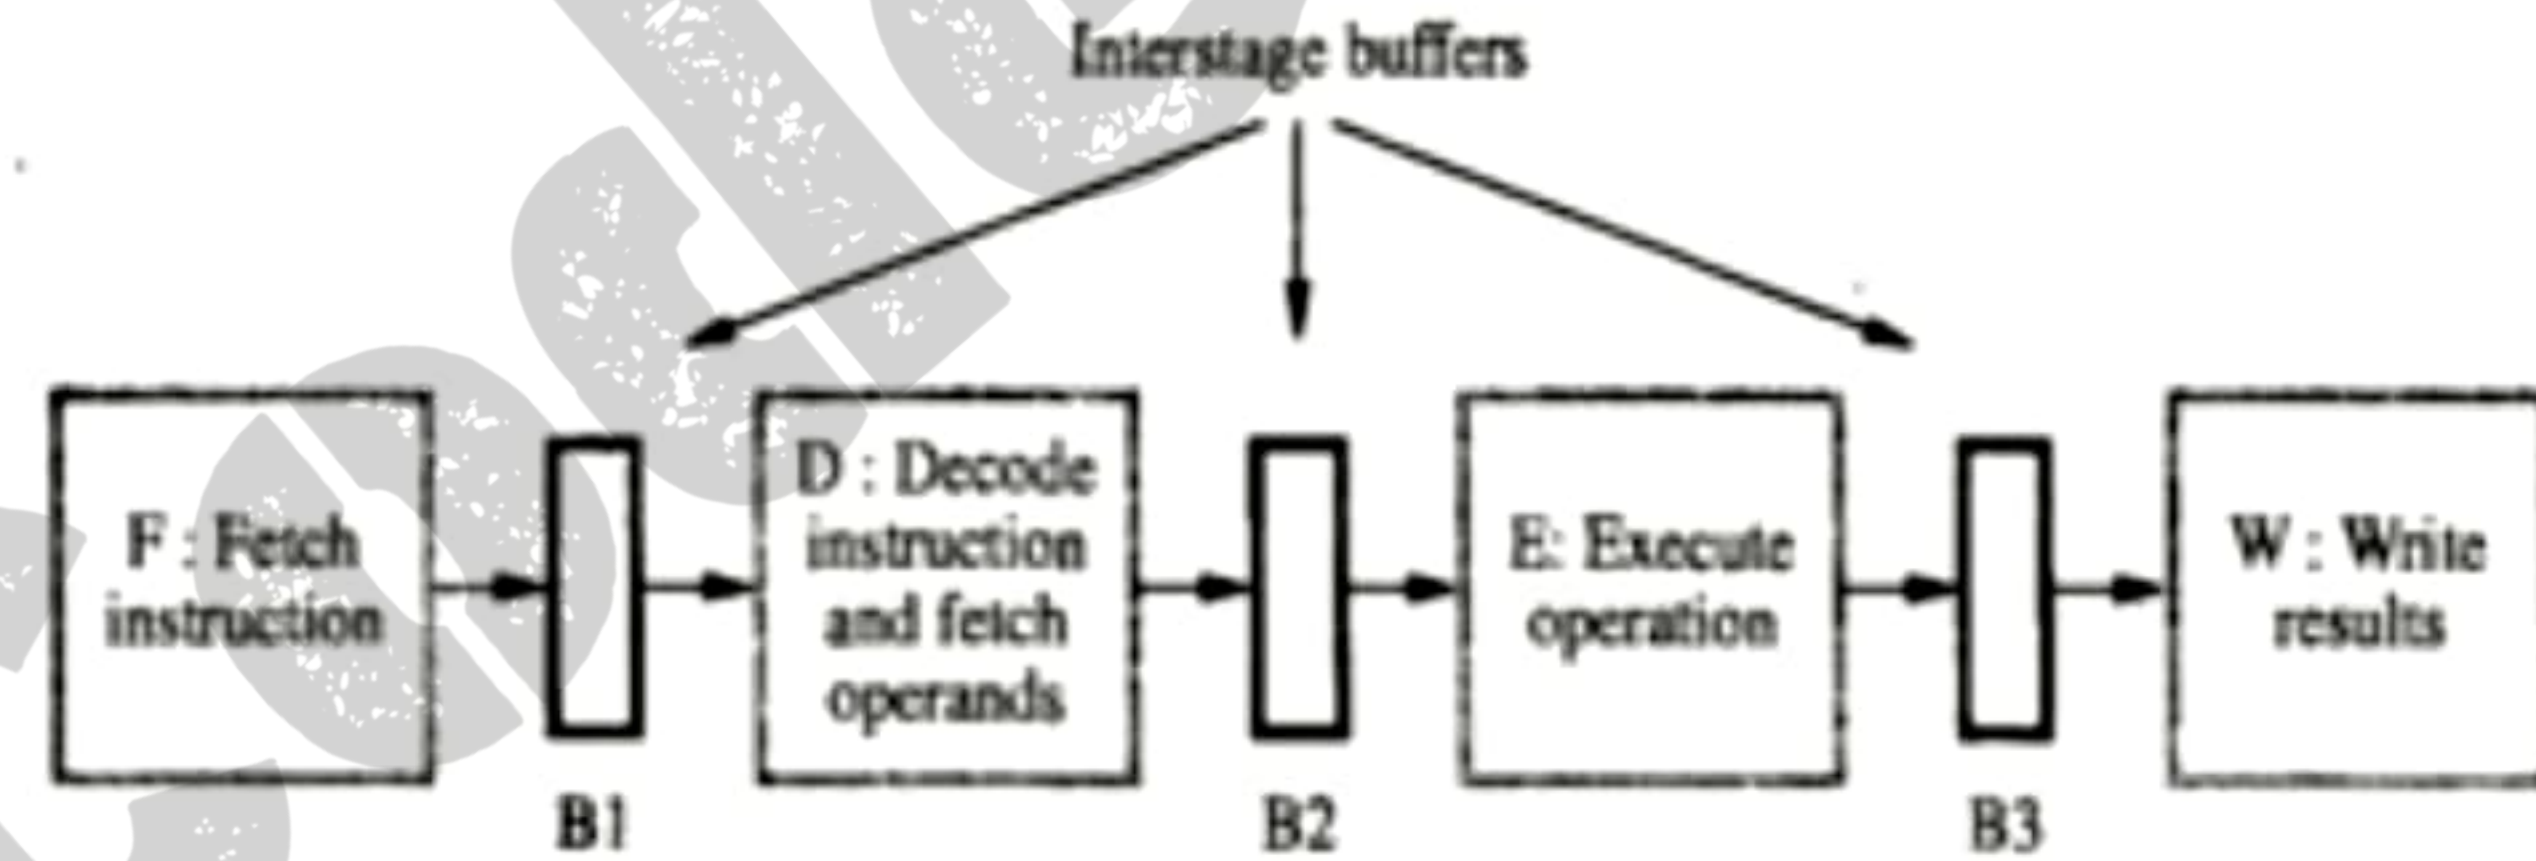 Interstage buffers
F : Fetch
instruction
D : Decode
instruction
and fetch
operands
E: Execute
operation
W : Write
results
B1
B2
B3